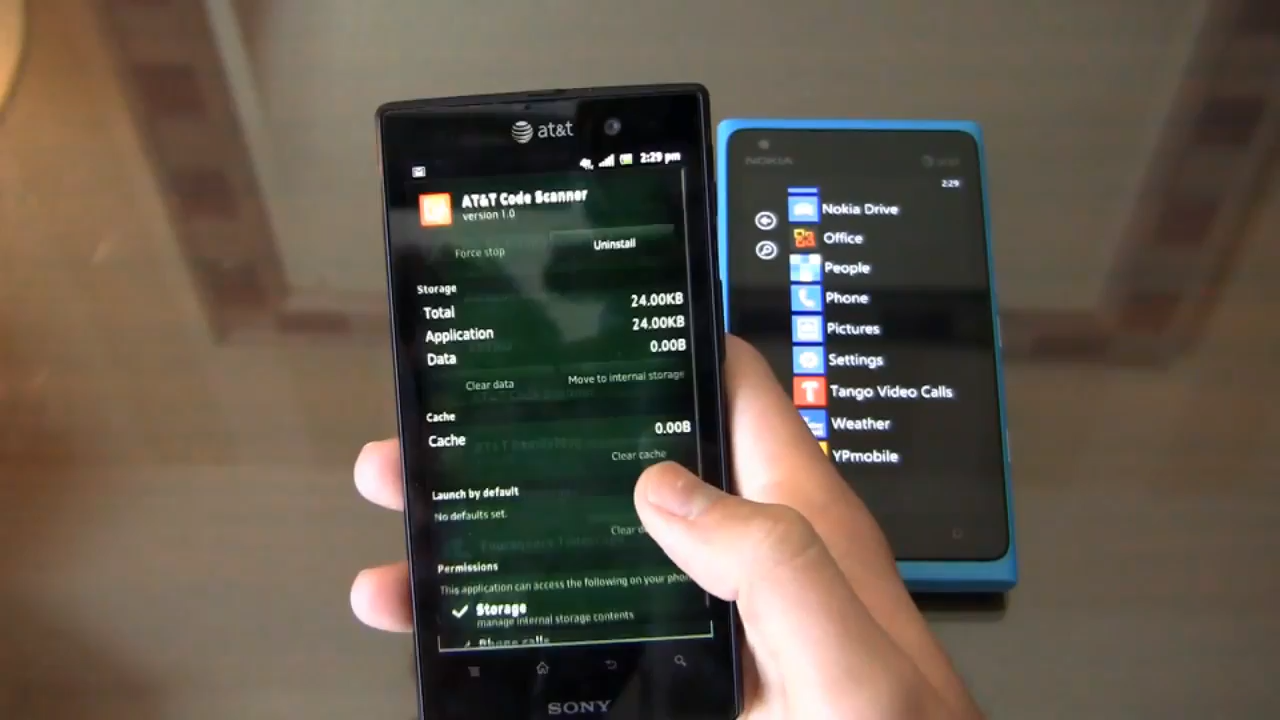 at&t
2:29 pm
AT&T Code Scanner
version 1.0
Force stop
Uninstall
Storage
Total 24.00KB
Application 24.00KB
Data 0.00B
Clear data
Move to internal storage
Cache
Cache 0.00B
Clear cache
Launch by default
No defaults set.
Clear
Permissions
This application can access the following on your
Storage
manage internal storage contents
Phone calls
SONY
NOKIA
at&t
2:29
Nokia Drive
Office
People
Phone
Pictures
Settings
Tango Video Calls
Weather
YPmobile